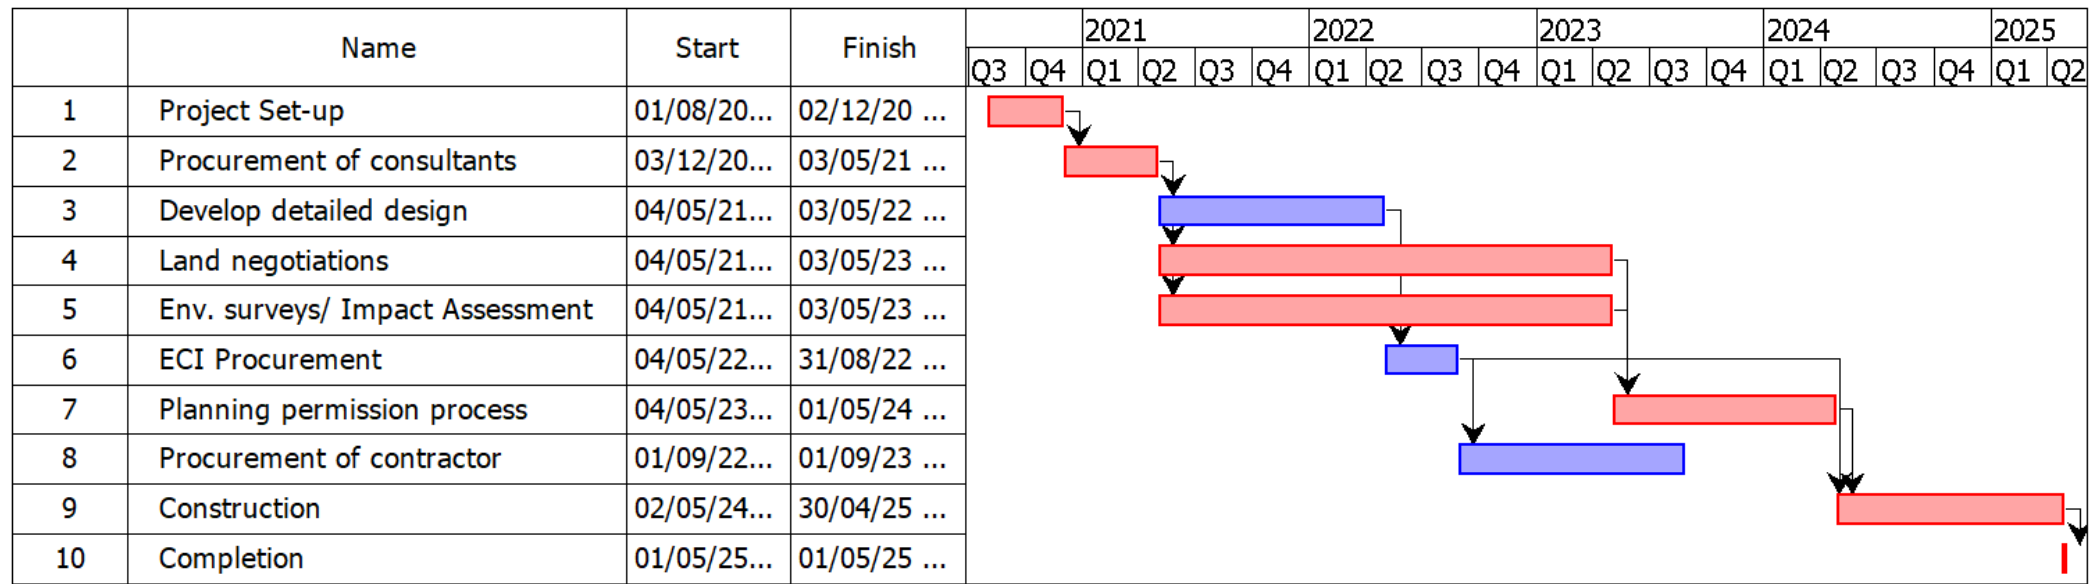 2021 2022 2023 2024 2025
Name Start Finish
Q3 Q4 Q1 Q2 Q3 Q4 Q1 Q2 Q3 Q4 Q1 Q2 Q3 Q4 Q1 Q2 Q3 Q4 Q1 Q2
1 Project Set-up 01/08/20... 02/12/20 ...
2 Procurement of consultants 03/12/20... 03/05/21 ...
3 Develop detailed design 04/05/21... 03/05/22 ...
4 Land negotiations 04/05/21... 03/05/23 ...
5 Env. surveys/ Impact Assessment 04/05/21... 03/05/23 ...
6 ECI Procurement 04/05/22... 31/08/22 ...
7 Planning permission process 04/05/23... 01/05/24 ...
8 Procurement of contractor 01/09/22... 01/09/23 ...
9 Construction 02/05/24... 30/04/25 ...
10 Completion 01/05/25... 01/05/25 ...